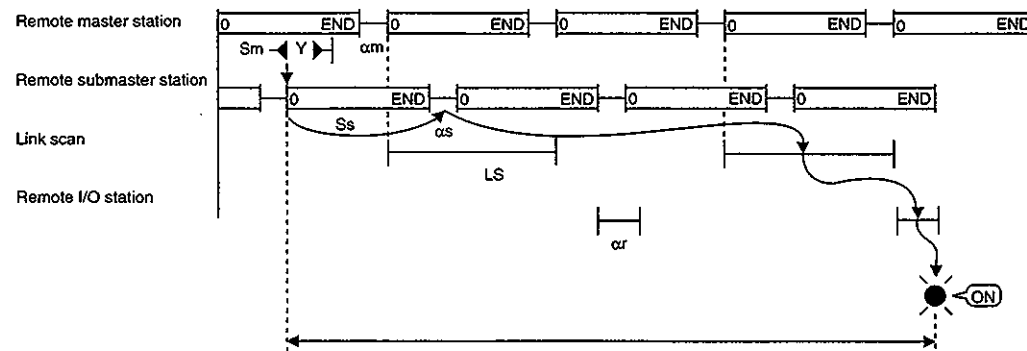 Remote master station
0 END 0 END 0 END 0 END 0 END
Sm Y αm
Remote submaster station
0 END 0 END 0 END 0 END
Ss αs
Link scan
LS
Remote I/O station
αr
ON